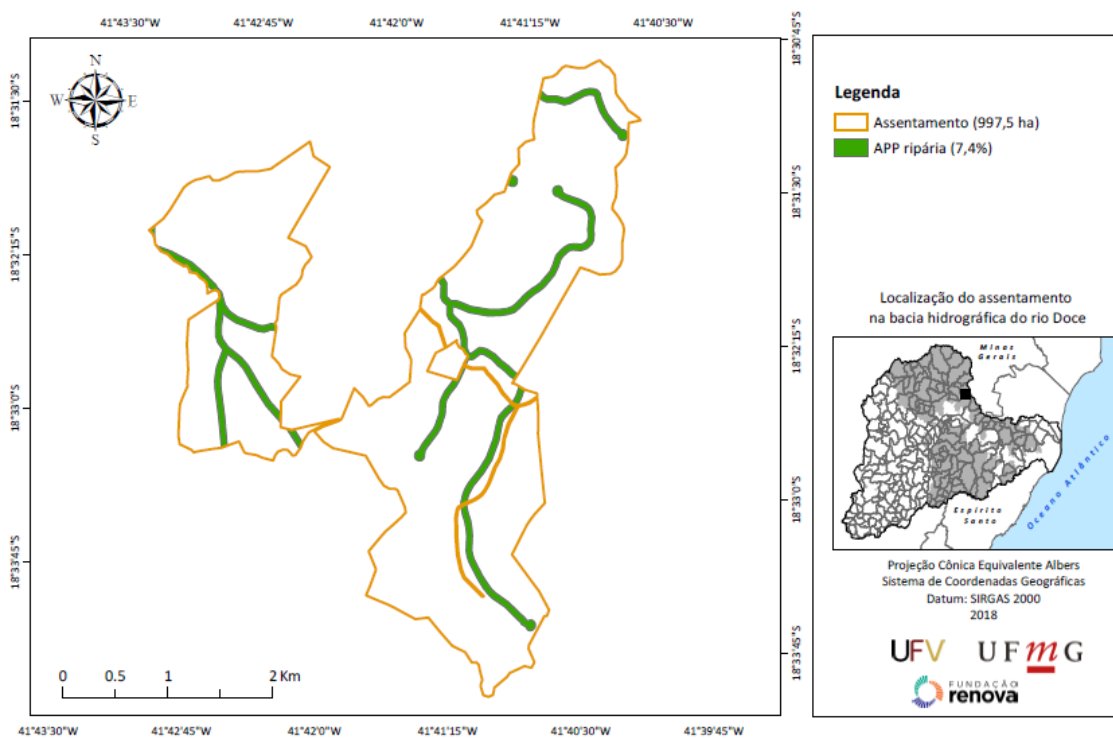 41°43'30"W 41°42'45"W 41°42'0"W 41°41'15"W 41°40'30"W
18°30'45"S
18°31'30"S
18°32'15"S
18°33'0"S
18°33'45"S
18°31'30"S
18°32'15"S
18°33'0"S
18°33'45"S
N
W E
S
0 0.5 1 2 Km
41°43'30"W 41°42'45"W 41°42'0"W 41°41'15"W 41°40'30"W 41°39'45"W
Legenda
Assentamento (997,5 ha)
APP ripária (7,4%)
Localização do assentamento
na bacia hidrográfica do rio Doce
Minas
Gerais
Espírito
Santo
Oceano Atlântico
Projeção Cônica Equivalente Albers
Sistema de Coordenadas Geográficas
Datum: SIRGAS 2000
2018
UFV UFmG
FUNDAÇÃO
renova